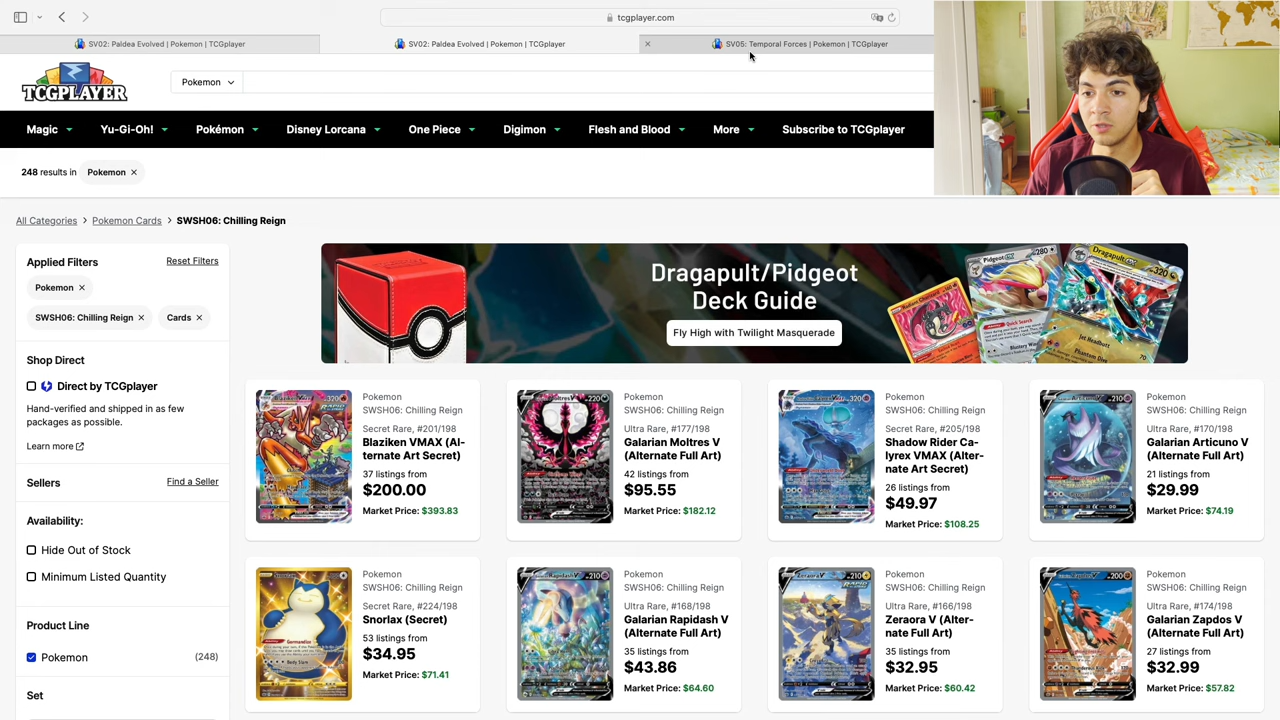 tcgplayer.com
SV02: Paldea Evolved | Pokemon | TCGPlayer
SV02: Paldea Evolved | Pokemon | TCGPlayer
SV05: Temporal Forces | Pokemon | TCGPlayer
TCGPLAYER
Pokemon
Magic
Yu-Gi-Oh!
Pokémon
Disney Lorcana
One Piece
Digimon
Flesh and Blood
More
Subscribe to TCGplayer
248 results in Pokemon
All Categories > Pokemon Cards > SWSH06: Chilling Reign
Applied Filters
Reset Filters
Pokemon
SWSH06: Chilling Reign
Cards
Shop Direct
Direct by TCGplayer
Hand-verified and shipped in as few
packages as possible.
Learn more
Sellers
Find a Seller
Availability:
Hide Out of Stock
Minimum Listed Quantity
Product Line
Pokemon (248)
Set
Dragapult/Pidgeot
Deck Guide
Fly High with Twilight Masquerade
Pidgeot
280
Dragapult
320
Quick Search
Jet Headbutt
70
Pokemon
SWSH06: Chilling Reign
Secret Rare, #201/198
Blaziken VMAX (Al-
ternate Art Secret)
37 listings from
$200.00
Market Price: $393.83
Pokemon
SWSH06: Chilling Reign
Ultra Rare, #177/198
Galarian Moltres V
(Alternate Full Art)
42 listings from
$95.55
Market Price: $182.12
Pokemon
SWSH06: Chilling Reign
Secret Rare, #205/198
Shadow Rider Ca-
lyrex VMAX (Alter-
nate Art Secret)
26 listings from
$49.97
Market Price: $108.25
Pokemon
SWSH06: Chilling Reign
Ultra Rare, #170/198
Galarian Articuno V
(Alternate Full Art)
21 listings from
$29.99
Market Price: $74.19
Pokemon
SWSH06: Chilling Reign
Secret Rare, #224/198
Snorlax (Secret)
53 listings from
$34.95
Market Price: $71.41
Pokemon
SWSH06: Chilling Reign
Ultra Rare, #168/198
Galarian Rapidash V
(Alternate Full Art)
35 listings from
$43.86
Market Price: $64.60
Pokemon
SWSH06: Chilling Reign
Ultra Rare, #166/198
Zeraora V (Alter-
nate Full Art)
35 listings from
$32.95
Market Price: $60.42
Pokemon
SWSH06: Chilling Reign
Ultra Rare, #174/198
Galarian Zapdos V
(Alternate Full Art)
27 listings from
$32.99
Market Price: $57.82